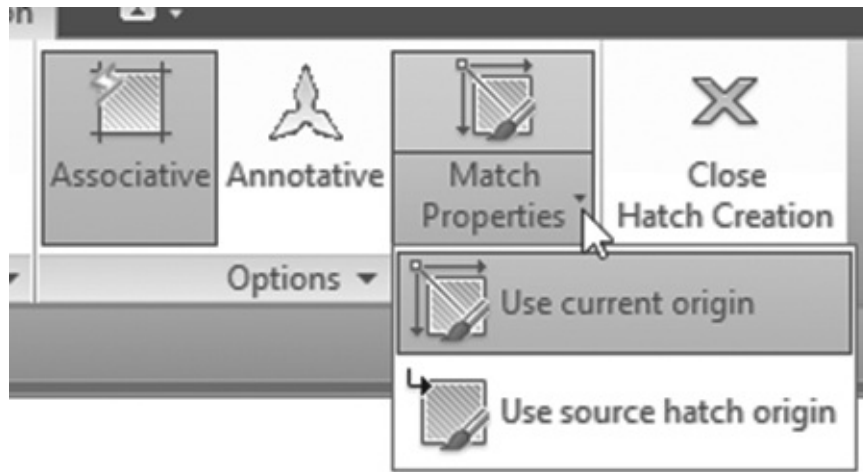 on
Associative
Annotative
Match
Properties
Close
Hatch Creation
Options
Use current origin
Use source hatch origin